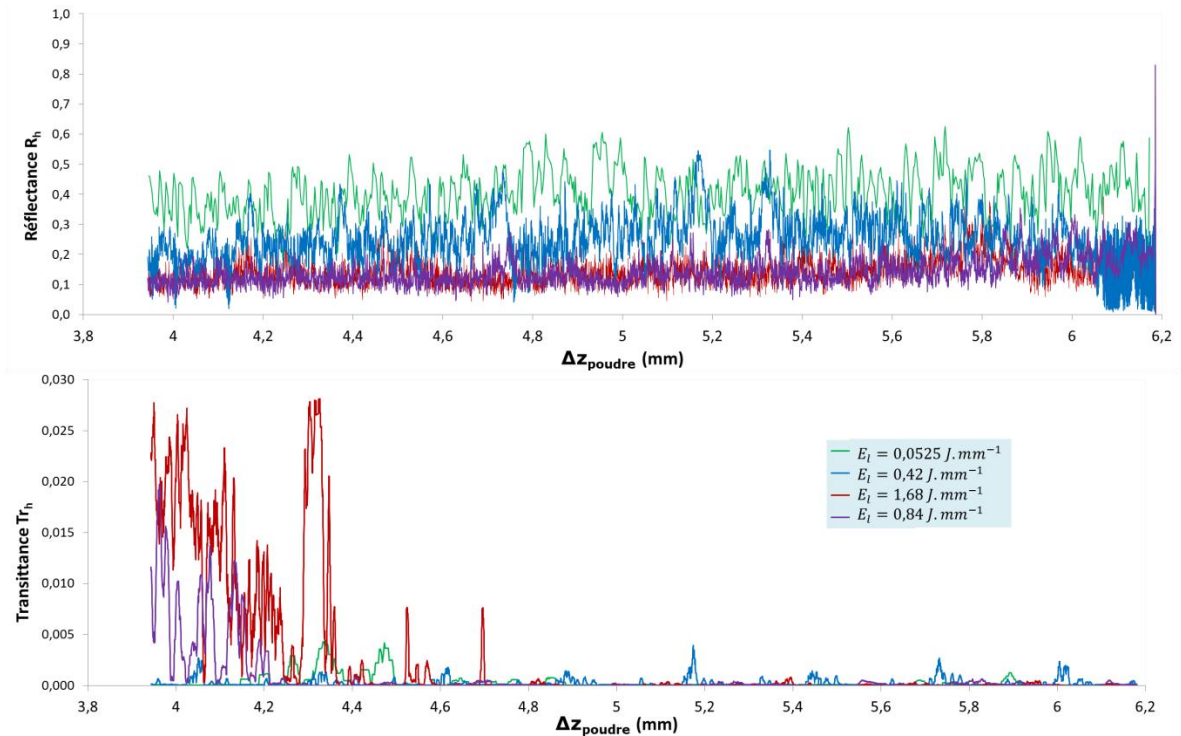 1,0
0,9
0,8
0,7
0,6
0,5
0,4
0,3
0,2
0,1
0,0
Réflectance Rh
3,8 4 4,2 4,4 4,6 4,8 5 5,2 5,4 5,6 5,8 6 6,2
Δzpoudre (mm)
0,030
0,025
0,020
0,015
0,010
0,005
0,000
Transittance Trh
El = 0,0525 J.mm−1
El = 0,42 J.mm−1
El = 1,68 J.mm−1
El = 0,84 J.mm−1
3,8 4 4,2 4,4 4,6 4,8 5 5,2 5,4 5,6 5,8 6 6,2
Δzpoudre (mm)